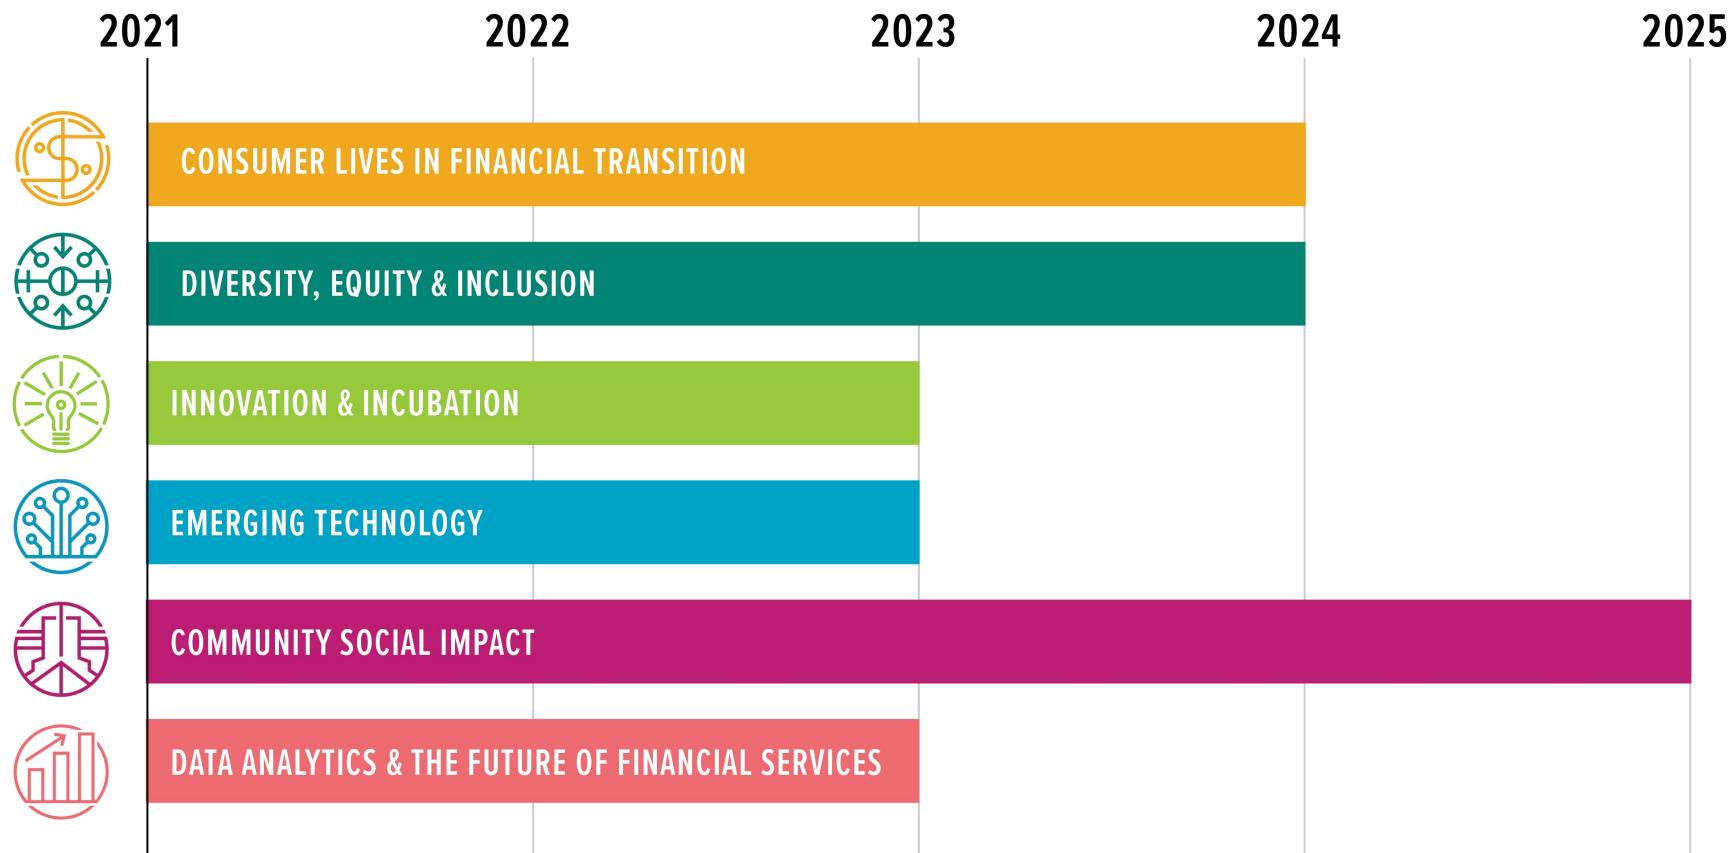 2021 2022 2023 2024 2025
CONSUMER LIVES IN FINANCIAL TRANSITION
DIVERSITY, EQUITY & INCLUSION
INNOVATION & INCUBATION
EMERGING TECHNOLOGY
COMMUNITY SOCIAL IMPACT
DATA ANALYTICS & THE FUTURE OF FINANCIAL SERVICES